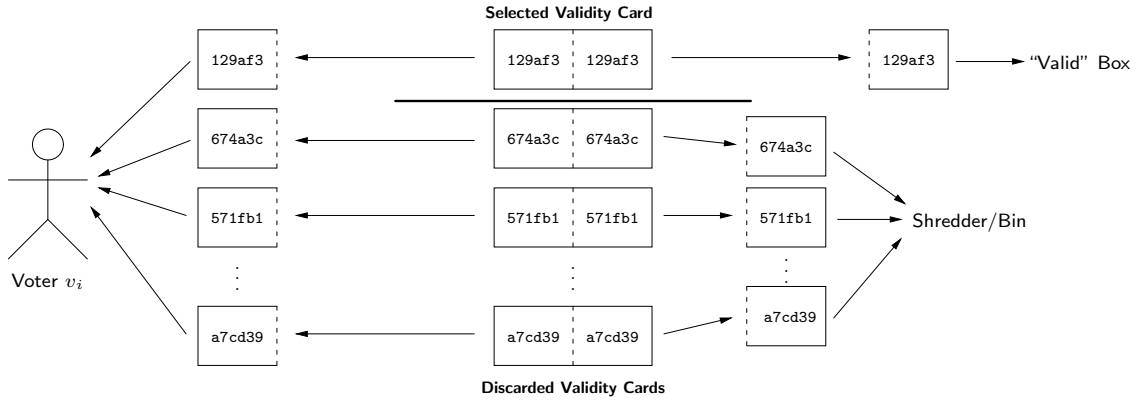 Selected Validity Card
129af3 129af3 129af3 129af3 "Valid" Box
674a3c 674a3c 674a3c 674a3c
571fb1 571fb1 571fb1 571fb1 Shredder/Bin
Voter vᵢ
a7cd39 a7cd39 a7cd39 a7cd39
Discarded Validity Cards